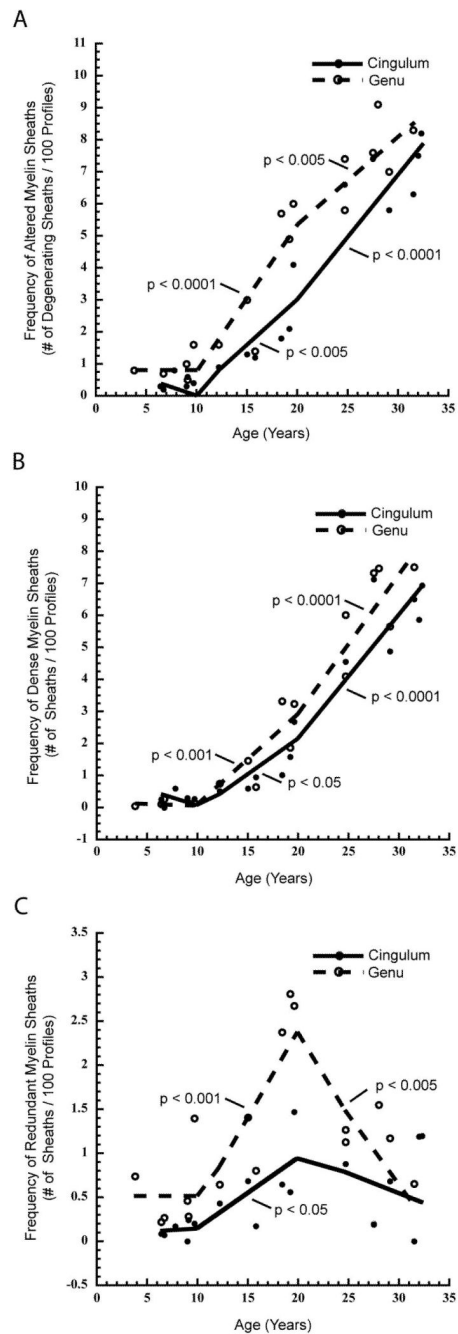 A
Cingulum
Genu
Frequency of Altered Myelin Sheaths
(# of Degenerating Sheaths / 100 Profiles)
11
10
9
8
7
6
5
4
3
2
1
0
p < 0.005
p < 0.0001
p < 0.0001
p < 0.005
0 5 10 15 20 25 30 35
Age (Years)
B
Cingulum
Genu
Frequency of Dense Myelin Sheaths
(# of Sheaths / 100 Profiles)
10
9
8
7
6
5
4
3
2
1
0
-1
p < 0.0001
p < 0.0001
p < 0.001
p < 0.05
0 5 10 15 20 25 30 35
Age (Years)
C
Cingulum
Genu
Frequency of Redundant Myelin Sheaths
(# of Sheaths / 100 Profiles)
3.5
3
2.5
2
1.5
1
0.5
0
-0.5
p < 0.001
p < 0.005
p < 0.05
0 5 10 15 20 25 30 35
Age (Years)